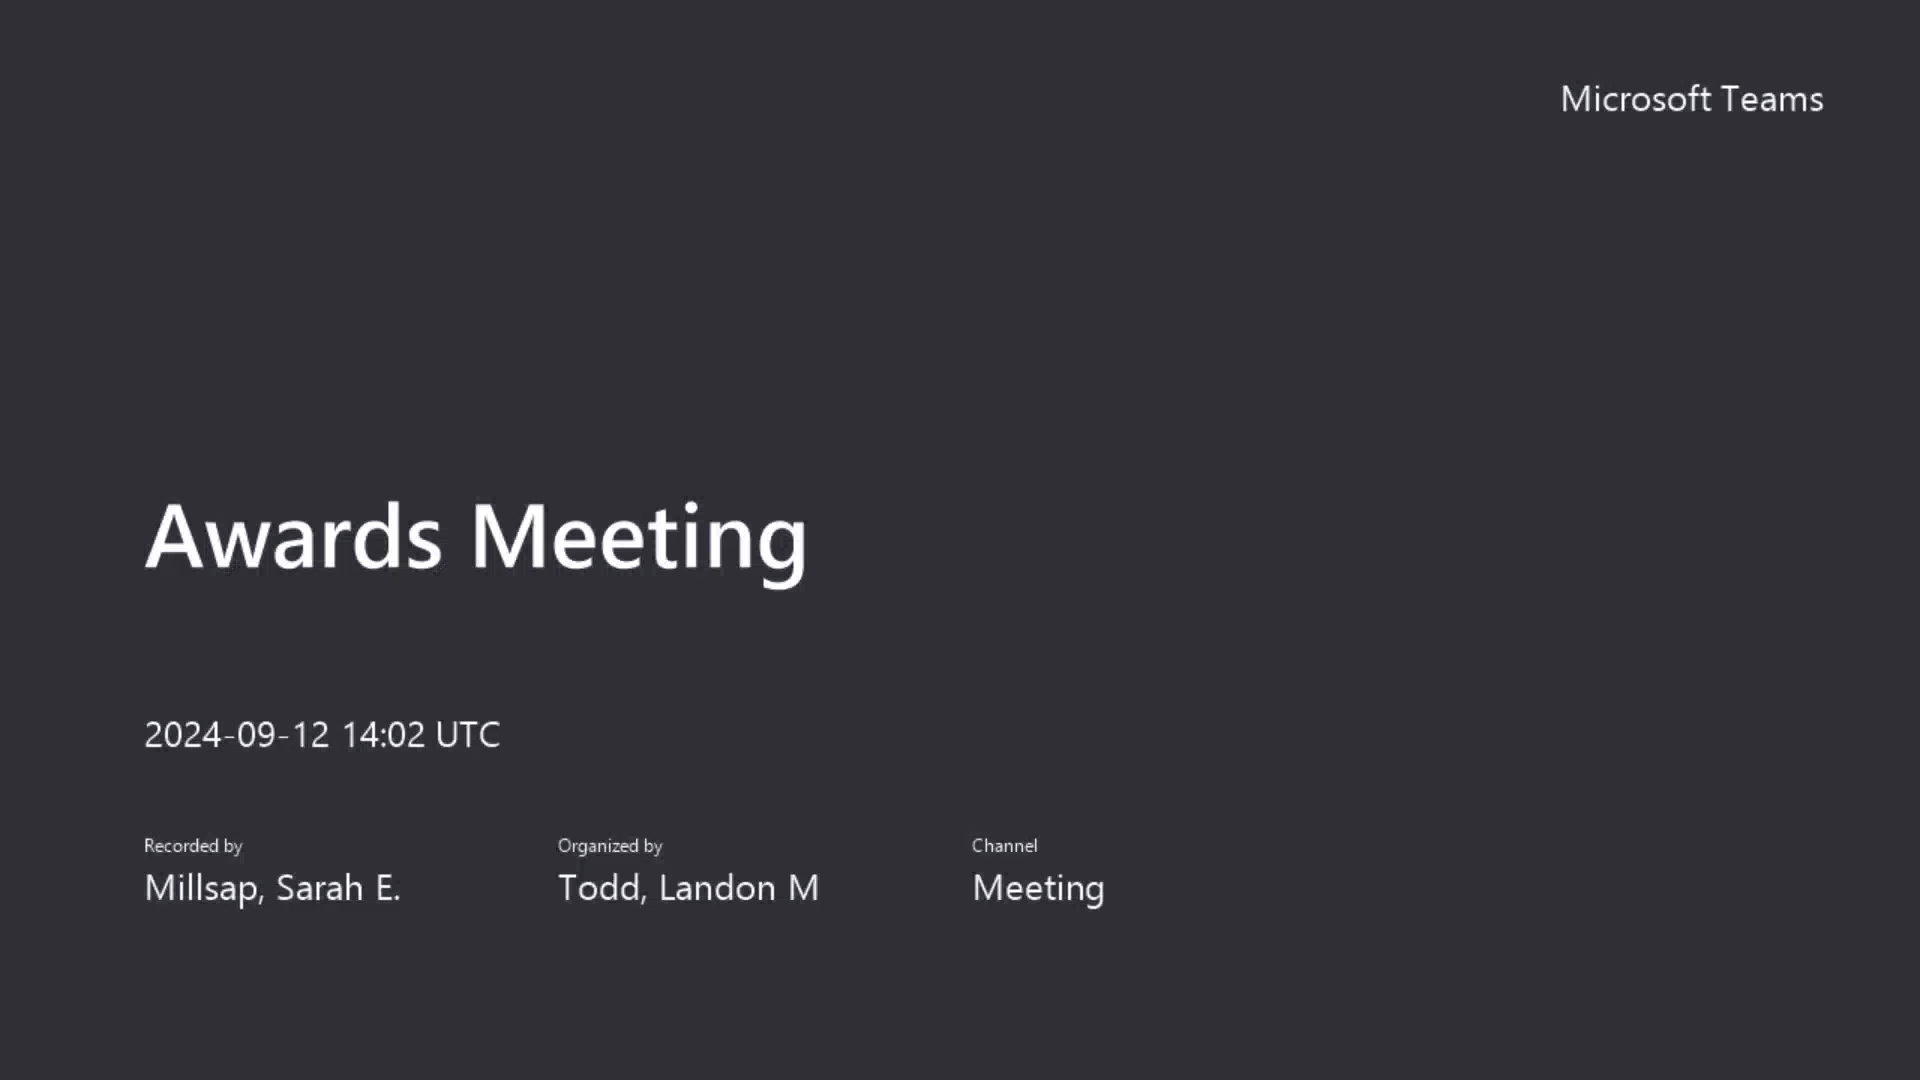 Microsoft Teams
Awards Meeting
2024-09-12 14:02 UTC
Recorded by
Organized by
Channel
Millsap, Sarah E.
Todd, Landon M
Meeting